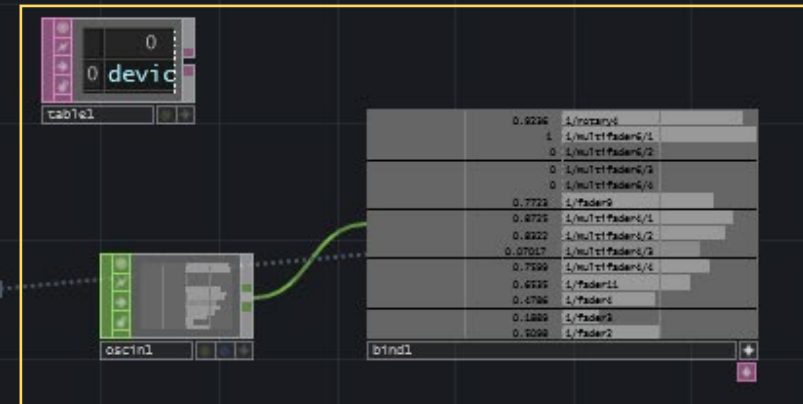 0
0 devic
table1
0.9236 1/rotary6
1 1/multifader6/1
0 1/multifader6/2
0 1/multifader6/3
0 1/multifader6/4
0.7723 1/fader9
0.8725 1/multifader4/1
0.8322 1/multifader4/2
0.07017 1/multifader4/3
0.7599 1/multifader4/4
0.6535 1/fader11
0.4786 1/fader4
0.1889 1/fader3
0.5098 1/fader2
oscin1
bind1